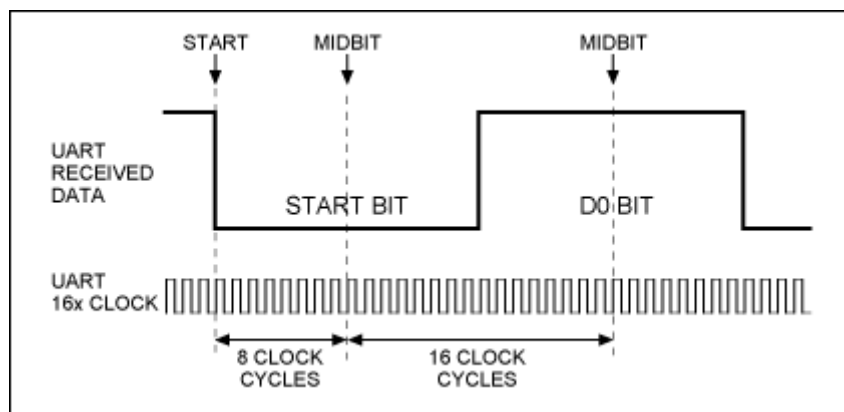 START
MIDBIT
MIDBIT
UART
RECEIVED
DATA
START BIT
D0 BIT
UART
16x CLOCK
8 CLOCK
CYCLES
16 CLOCK
CYCLES